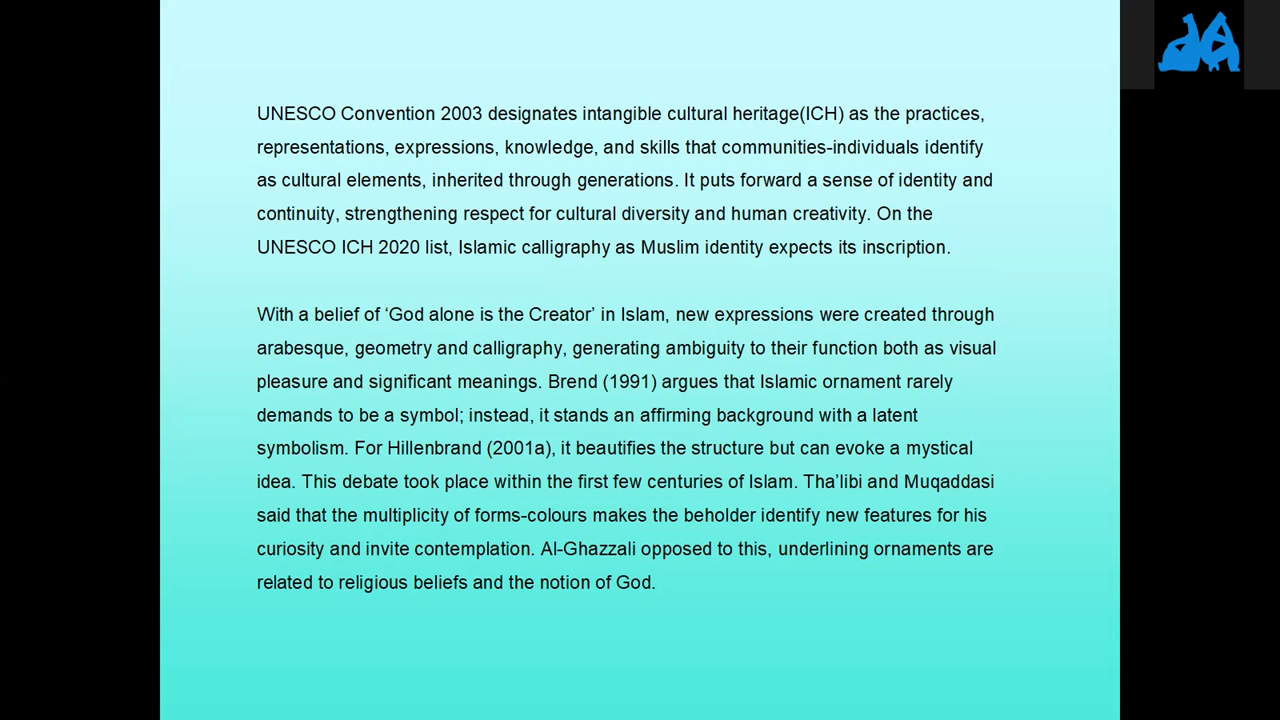 UNESCO Convention 2003 designates intangible cultural heritage(ICH) as the practices,
representations, expressions, knowledge, and skills that communities-individuals identify
as cultural elements, inherited through generations. It puts forward a sense of identity and
continuity, strengthening respect for cultural diversity and human creativity. On the
UNESCO ICH 2020 list, Islamic calligraphy as Muslim identity expects its inscription.
With a belief of ‘God alone is the Creator’ in Islam, new expressions were created through
arabesque, geometry and calligraphy, generating ambiguity to their function both as visual
pleasure and significant meanings. Brend (1991) argues that Islamic ornament rarely
demands to be a symbol; instead, it stands an affirming background with a latent
symbolism. For Hillenbrand (2001a), it beautifies the structure but can evoke a mystical
idea. This debate took place within the first few centuries of Islam. Tha’libi and Muqaddasi
said that the multiplicity of forms-colours makes the beholder identify new features for his
curiosity and invite contemplation. Al-Ghazzali opposed to this, underlining ornaments are
related to religious beliefs and the notion of God.